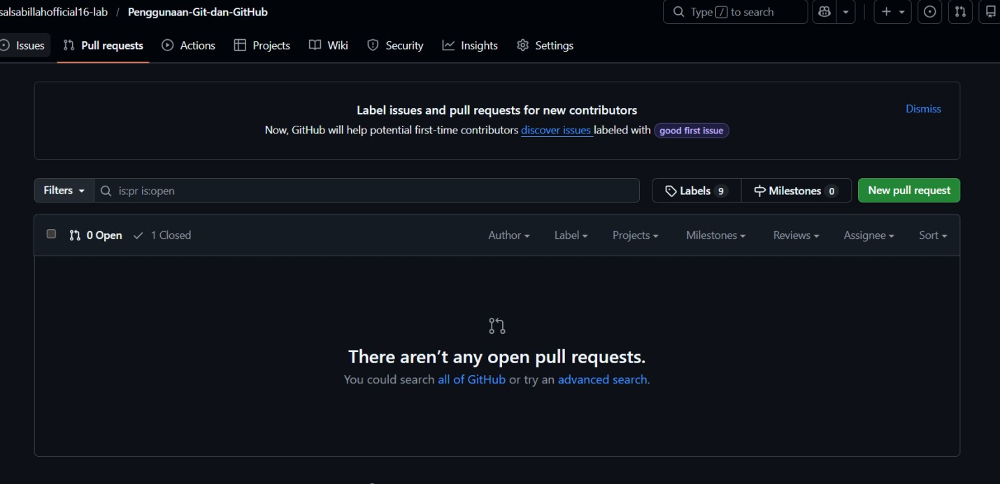 salsabillahofficial16-lab / Penggunaan-Git-dan-GitHub
Type / to search
Issues Pull requests Actions Projects Wiki Security Insights Settings
Label issues and pull requests for new contributors
Dismiss
Now, GitHub will help potential first-time contributors discover issues labeled with good first issue
Filters is:pr is:open Labels 9 Milestones 0 New pull request
0 Open 1 Closed Author Label Projects Milestones Reviews Assignee Sort
There aren’t any open pull requests.
You could search all of GitHub or try an advanced search.